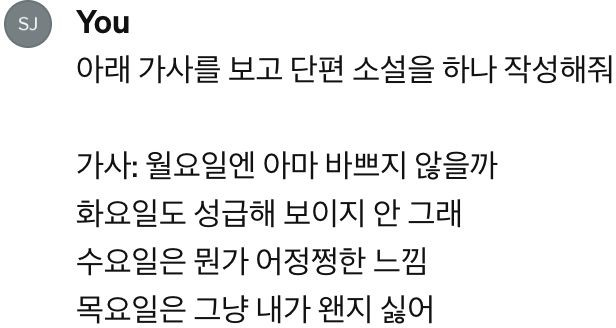 SJ
You
아래 가사를 보고 단편 소설을 하나 작성해줘
가사: 월요일엔 아마 바쁘지 않을까
화요일도 성급해 보이지 안 그래
수요일은 뭔가 어정쩡한 느낌
목요일은 그냥 내가 왠지 싫어